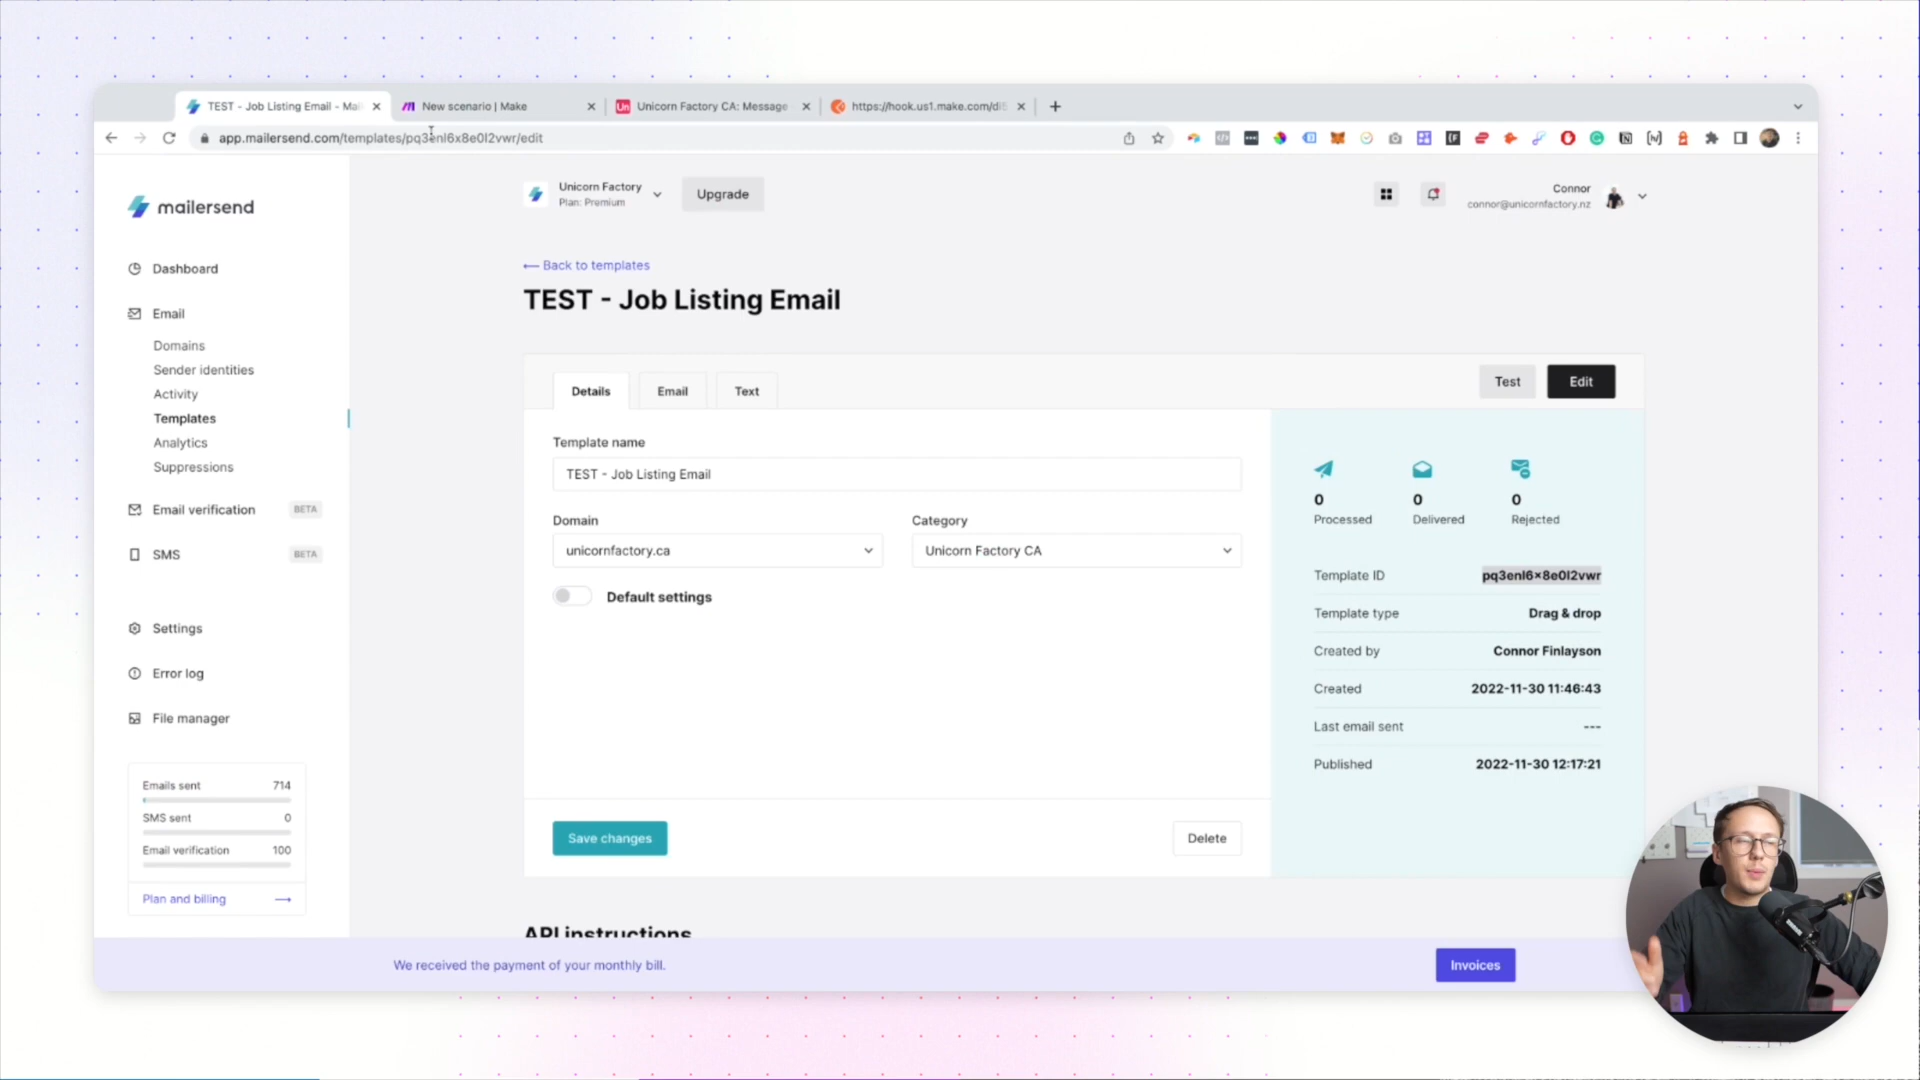 TEST - Job Listing Email - Mai
New scenario | Make
Un
Unicorn Factory CA: Message
https://hook.us1.make.com/di5
app.mailersend.com/templates/pq3enl6x8e0l2vwr/edit
mailersend
Unicorn Factory
Plan: Premium
Upgrade
Connor
connor@unicornfactory.nz
Dashboard
Email
Domains
Sender identities
Activity
Templates
Analytics
Suppressions
Email verification
BETA
SMS
BETA
Settings
Error log
File manager
Emails sent 714
SMS sent 0
Email verification 100
Plan and billing →
← Back to templates
TEST - Job Listing Email
Details
Email
Text
Test
Edit
Template name
TEST - Job Listing Email
Domain
Category
unicornfactory.ca
Unicorn Factory CA
Default settings
Save changes
Delete
0
Processed
0
Delivered
0
Rejected
Template ID pq3enl6x8e0l2vwr
Template type Drag & drop
Created by Connor Finlayson
Created 2022-11-30 11:46:43
Last email sent ---
Published 2022-11-30 12:17:21
API instructions
We received the payment of your monthly bill.
Invoices